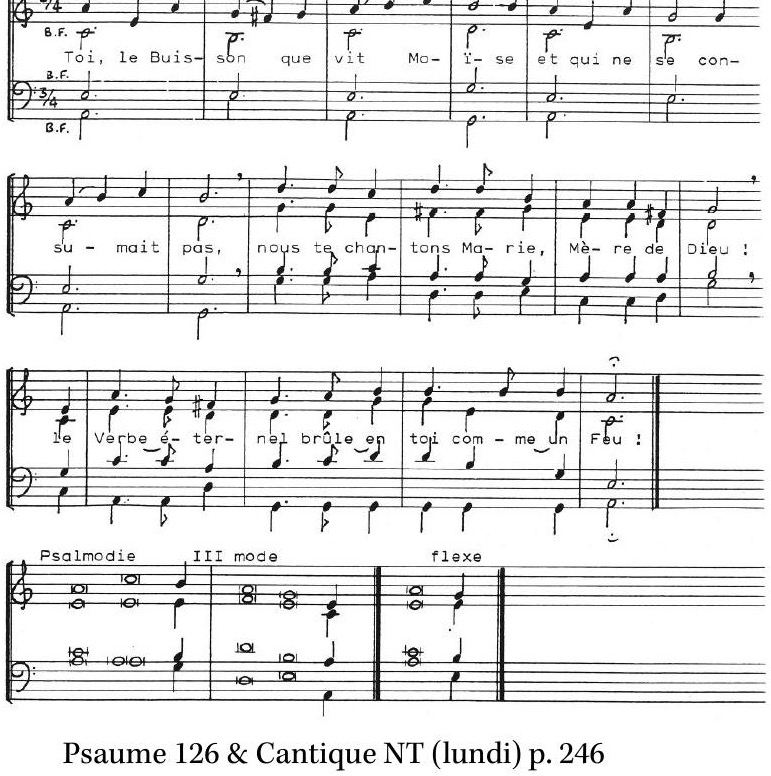 B.F.
Toi, le Buis- son que vit Mo- ï- se et qui ne se con-
B.F.
3/4
B.F.
su - mait pas, nous te chan- tons Ma- rie, Mè- re de Dieu !
le Verbe é- ter- nel brûle en toi com - me un Feu !
Psalmodie III mode flexe
Psaume 126 & Cantique NT (lundi) p. 246